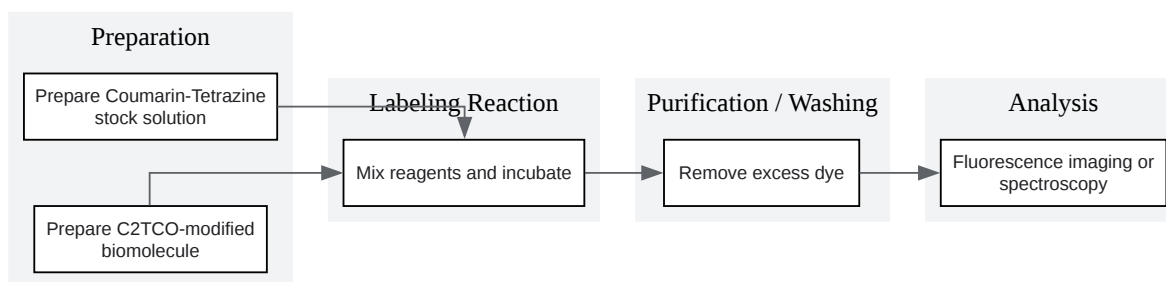 Preparation
Prepare Coumarin-Tetrazine
stock solution
Prepare C2TCO-modified
biomolecule
Labeling Reaction
Mix reagents and incubate
Purification / Washing
Remove excess dye
Analysis
Fluorescence imaging or
spectroscopy